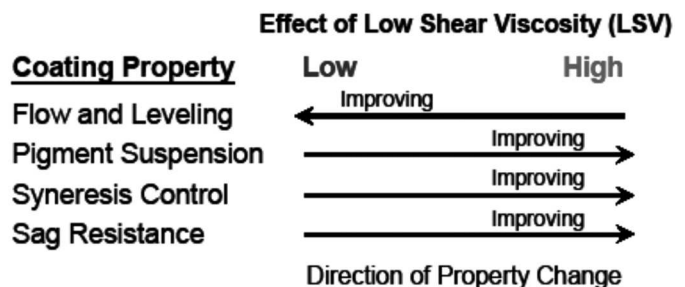 Effect of Low Shear Viscosity (LSV)
Coating Property Low High
Flow and Leveling Improving
Pigment Suspension Improving
Syneresis Control Improving
Sag Resistance Improving
Direction of Property Change